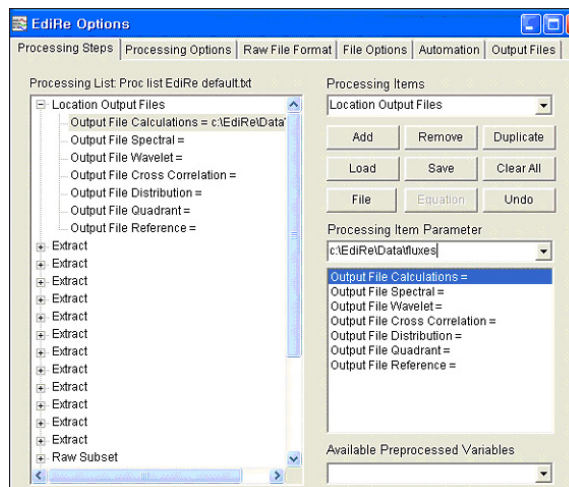 EdiRe Options
Processing Steps
Processing Options
Raw File Format
File Options
Automation
Output Files
Processing List: Proc list EdiRe default.txt
Location Output Files
Output File Calculations = c:\EdiRe\Data'
Output File Spectral =
Output File Wavelet =
Output File Cross Correlation =
Output File Distribution =
Output File Quadrant =
Output File Reference =
Extract
Extract
Extract
Extract
Extract
Extract
Extract
Extract
Extract
Extract
Extract
Extract
Raw Subset
Processing Items
Location Output Files
Add
Remove
Duplicate
Load
Save
Clear All
File
Equation
Undo
Processing Item Parameter
c:\EdiRe\Data\fluxes
Output File Calculations =
Output File Spectral =
Output File Wavelet =
Output File Cross Correlation =
Output File Distribution =
Output File Quadrant =
Output File Reference =
Available Preprocessed Variables